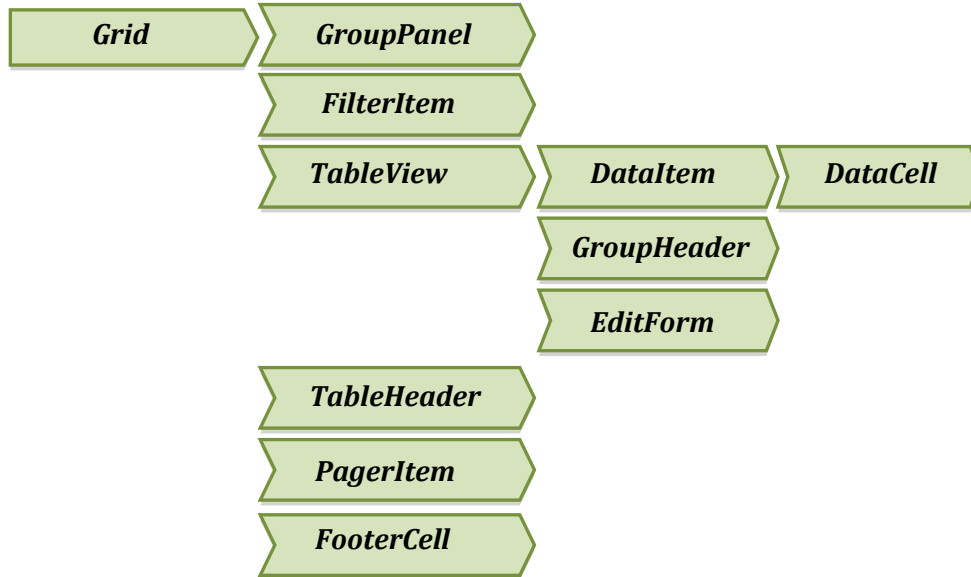 Grid
GroupPanel
FilterItem
TableView
DataItem
DataCell
GroupHeader
EditForm
TableHeader
PagerItem
FooterCell